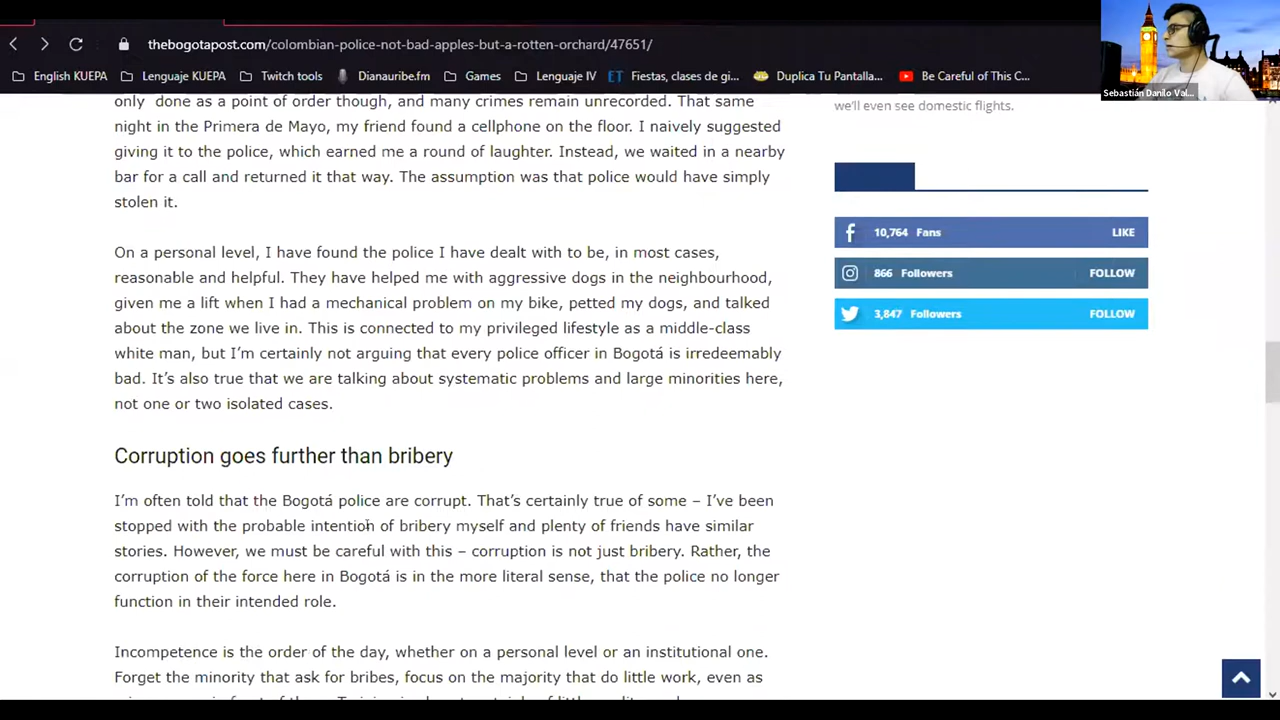 thebogotapost.com/colombian-police-not-bad-apples-but-a-rotten-orchard/47651/
English KUEPA
Lenguaje KUEPA
Twitch tools
Dianauribe.fm
Games
Lenguaje IV
ET Fiestas, clases de gi...
Duplica Tu Pantalla...
Be Careful of This C...
Sebastián Danilo Val...
only done as a point of order though, and many crimes remain unrecorded. That same
night in the Primera de Mayo, my friend found a cellphone on the floor. I naively suggested
giving it to the police, which earned me a round of laughter. Instead, we waited in a nearby
bar for a call and returned it that way. The assumption was that police would have simply
stolen it.
On a personal level, I have found the police I have dealt with to be, in most cases,
reasonable and helpful. They have helped me with aggressive dogs in the neighbourhood,
given me a lift when I had a mechanical problem on my bike, petted my dogs, and talked
about the zone we live in. This is connected to my privileged lifestyle as a middle-class
white man, but I'm certainly not arguing that every police officer in Bogotá is irredeemably
bad. It's also true that we are talking about systematic problems and large minorities here,
not one or two isolated cases.
Corruption goes further than bribery
I'm often told that the Bogotá police are corrupt. That's certainly true of some – I've been
stopped with the probable intention of bribery myself and plenty of friends have similar
stories. However, we must be careful with this – corruption is not just bribery. Rather, the
corruption of the force here in Bogotá is in the more literal sense, that the police no longer
function in their intended role.
Incompetence is the order of the day, whether on a personal level or an institutional one.
Forget the minority that ask for bribes, focus on the majority that do little work, even as
we'll even see domestic flights.
10,764 Fans LIKE
866 Followers FOLLOW
3,847 Followers FOLLOW